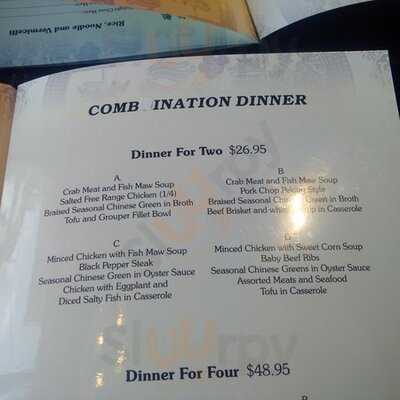 Rice, Noodle and Vermicelli
COMB INATION DINNER
Dinner For Two $26.95
A.
Crab Meat and Fish Maw Soup
Salted Free Range Chicken (1/4)
Braised Seasonal Chinese Green in Broth
Tofu and Grouper Fillet Bowl
B
Crab Meat and Fish Maw Soup
Pork Chop Peking Style
Braised Seasonal Chinese Green in Broth
Beef Brisket and in Casserole
C
Minced Chicken with Fish Maw Soup
Black Pepper Steak
Seasonal Chinese Green in Oyster Sauce
Chicken with Eggplant and
Diced Salty Fish in Casserole
Minced Chicken with Sweet Corn Soup
Baby Beef Ribs
Seasonal Chinese Greens in Oyster Sauce
Assorted Meats and Seafood
Tofu in Casserole
Dinner For Four $48.95
sluurpy